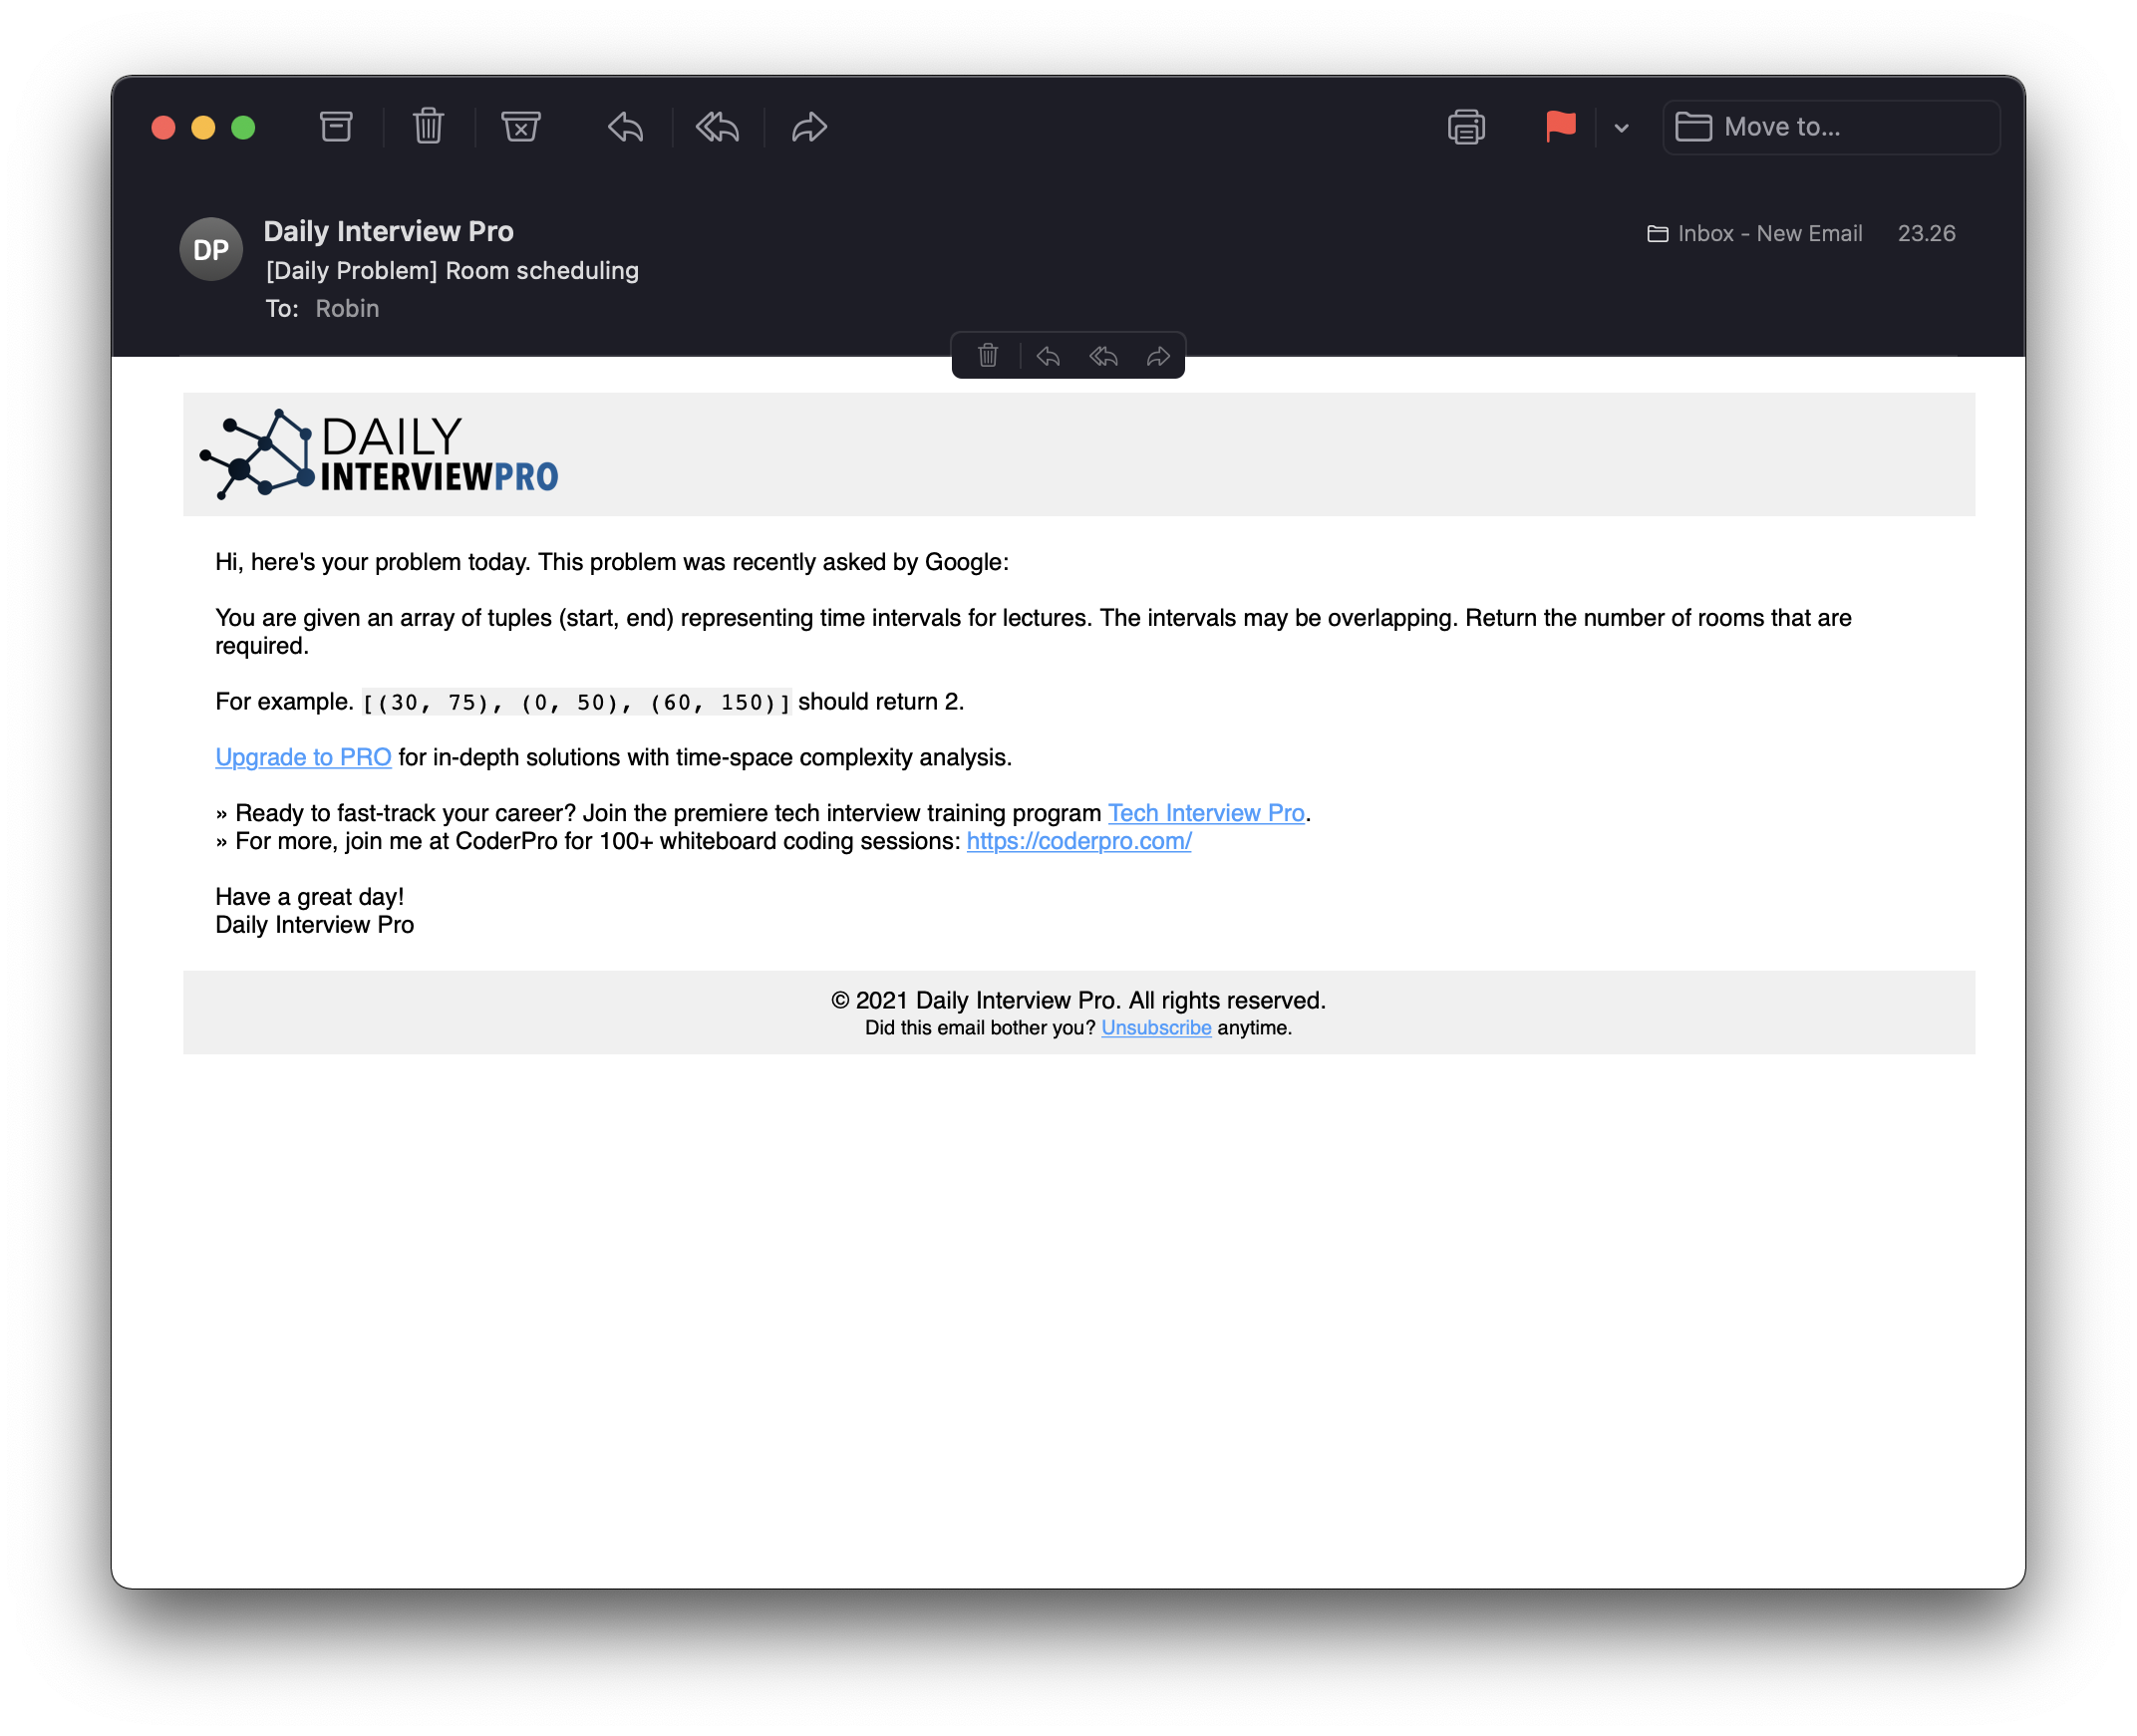 Move to...
DP
Daily Interview Pro
Inbox - New Email 23.26
[Daily Problem] Room scheduling
To: Robin
DAILY
INTERVIEWPRO
Hi, here's your problem today. This problem was recently asked by Google:
You are given an array of tuples (start, end) representing time intervals for lectures. The intervals may be overlapping. Return the number of rooms that are
required.
For example. [(30, 75), (0, 50), (60, 150)] should return 2.
Upgrade to PRO for in-depth solutions with time-space complexity analysis.
» Ready to fast-track your career? Join the premiere tech interview training program Tech Interview Pro.
» For more, join me at CoderPro for 100+ whiteboard coding sessions: https://coderpro.com/
Have a great day!
Daily Interview Pro
© 2021 Daily Interview Pro. All rights reserved.
Did this email bother you? Unsubscribe anytime.